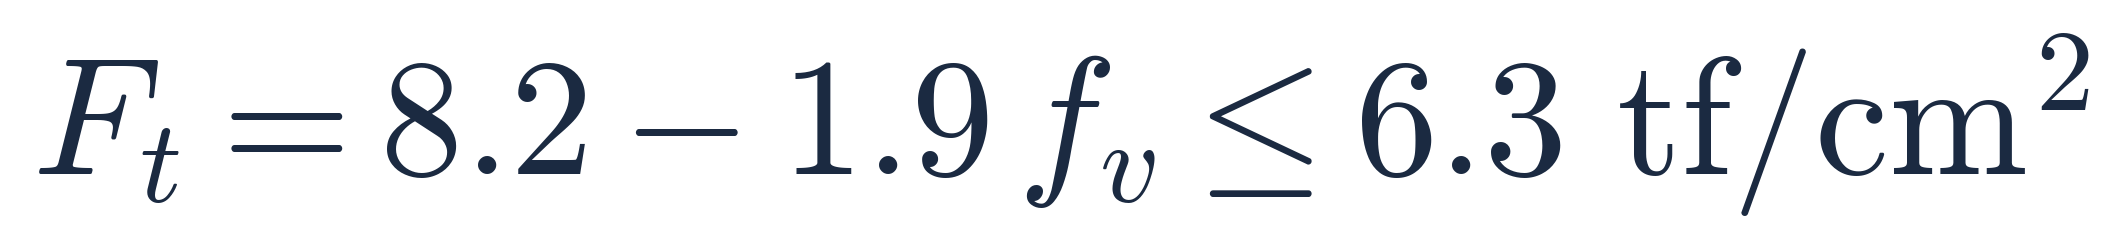 F_t = 8.2 − 1.9 f_v ≤ 6.3 tf/cm²